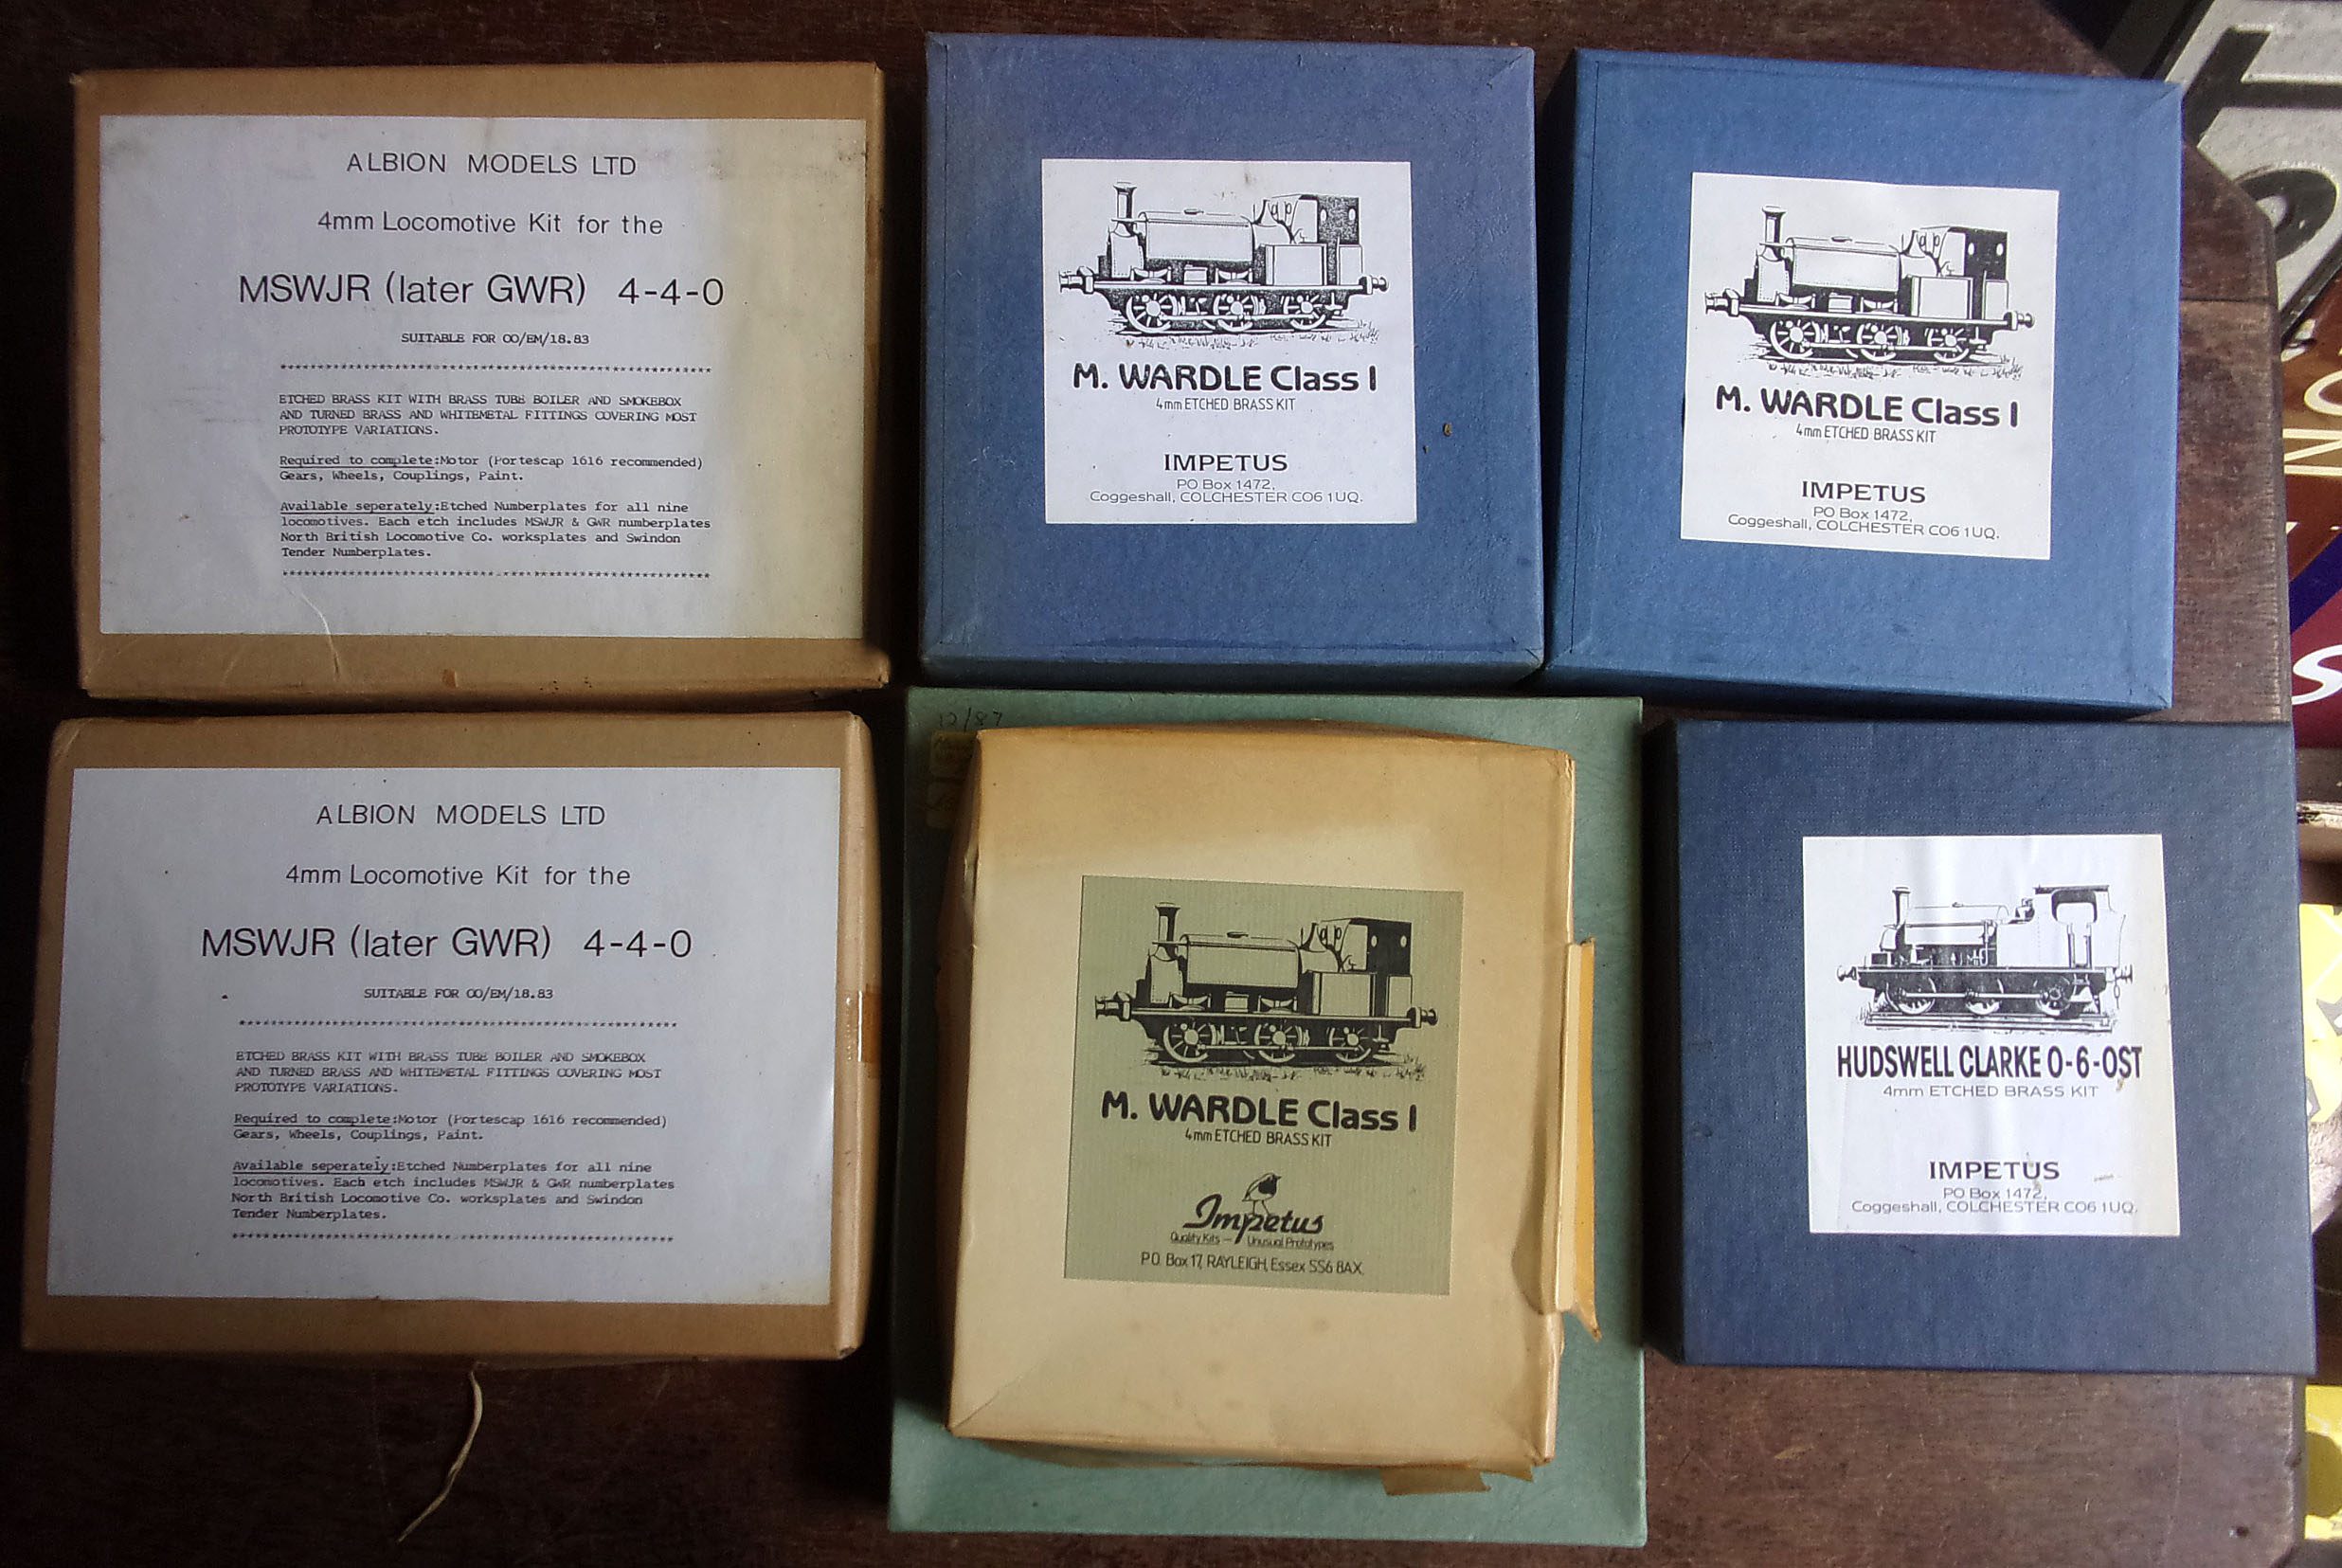 ALBION MODELS LTD
4mm Locomotive Kit for the
MSWJR (later GWR) 4-4-0
SUITABLE FOR OO/EM/18.83
ETCHED BRASS KIT WITH BRASS TUBE BOILER AND SMOKEBOX
AND TURNED BRASS AND WHITEMETAL FITTINGS COVERING MOST
PROTOTYPE VARIATIONS.
Required to complete:Motor (Portescap 1616 recommended)
Gears, Wheels, Couplings, Paint.
Available seperately:Etched Numberplates for all nine
locomotives. Each etch includes MSWJR & GWR numberplates
North British Locomotive Co. worksplates and Swindon
Tender Numberplates.
M. WARDLE Class I
4mm ETCHED BRASS KIT
IMPETUS
PO Box 1472,
Coggeshall, COLCHESTER CO6 1UQ.
M. WARDLE Class I
4mm ETCHED BRASS KIT
IMPETUS
PO Box 1472,
Coggeshall, COLCHESTER CO6 1UQ.
ALBION MODELS LTD
4mm Locomotive Kit for the
MSWJR (later GWR) 4-4-0
SUITABLE FOR OO/EM/18.83
ETCHED BRASS KIT WITH BRASS TUBE BOILER AND SMOKEBOX
AND TURNED BRASS AND WHITEMETAL FITTINGS COVERING MOST
PROTOTYPE VARIATIONS.
Required to complete:Motor (Portescap 1616 recommended)
Gears, Wheels, Couplings, Paint.
Available seperately:Etched Numberplates for all nine
locomotives. Each etch includes MSWJR & GWR numberplates
North British Locomotive Co. worksplates and Swindon
Tender Numberplates.
12/87
M. WARDLE Class I
4mm ETCHED BRASS KIT
Impetus
Quality Kits — Unusual Prototypes
P.O. Box 17, RAYLEIGH, Essex SS6 8AX.
HUDSWELL CLARKE 0-6-0ST
4mm ETCHED BRASS KIT
IMPETUS
PO Box 1472,
Coggeshall, COLCHESTER CO6 1UQ.